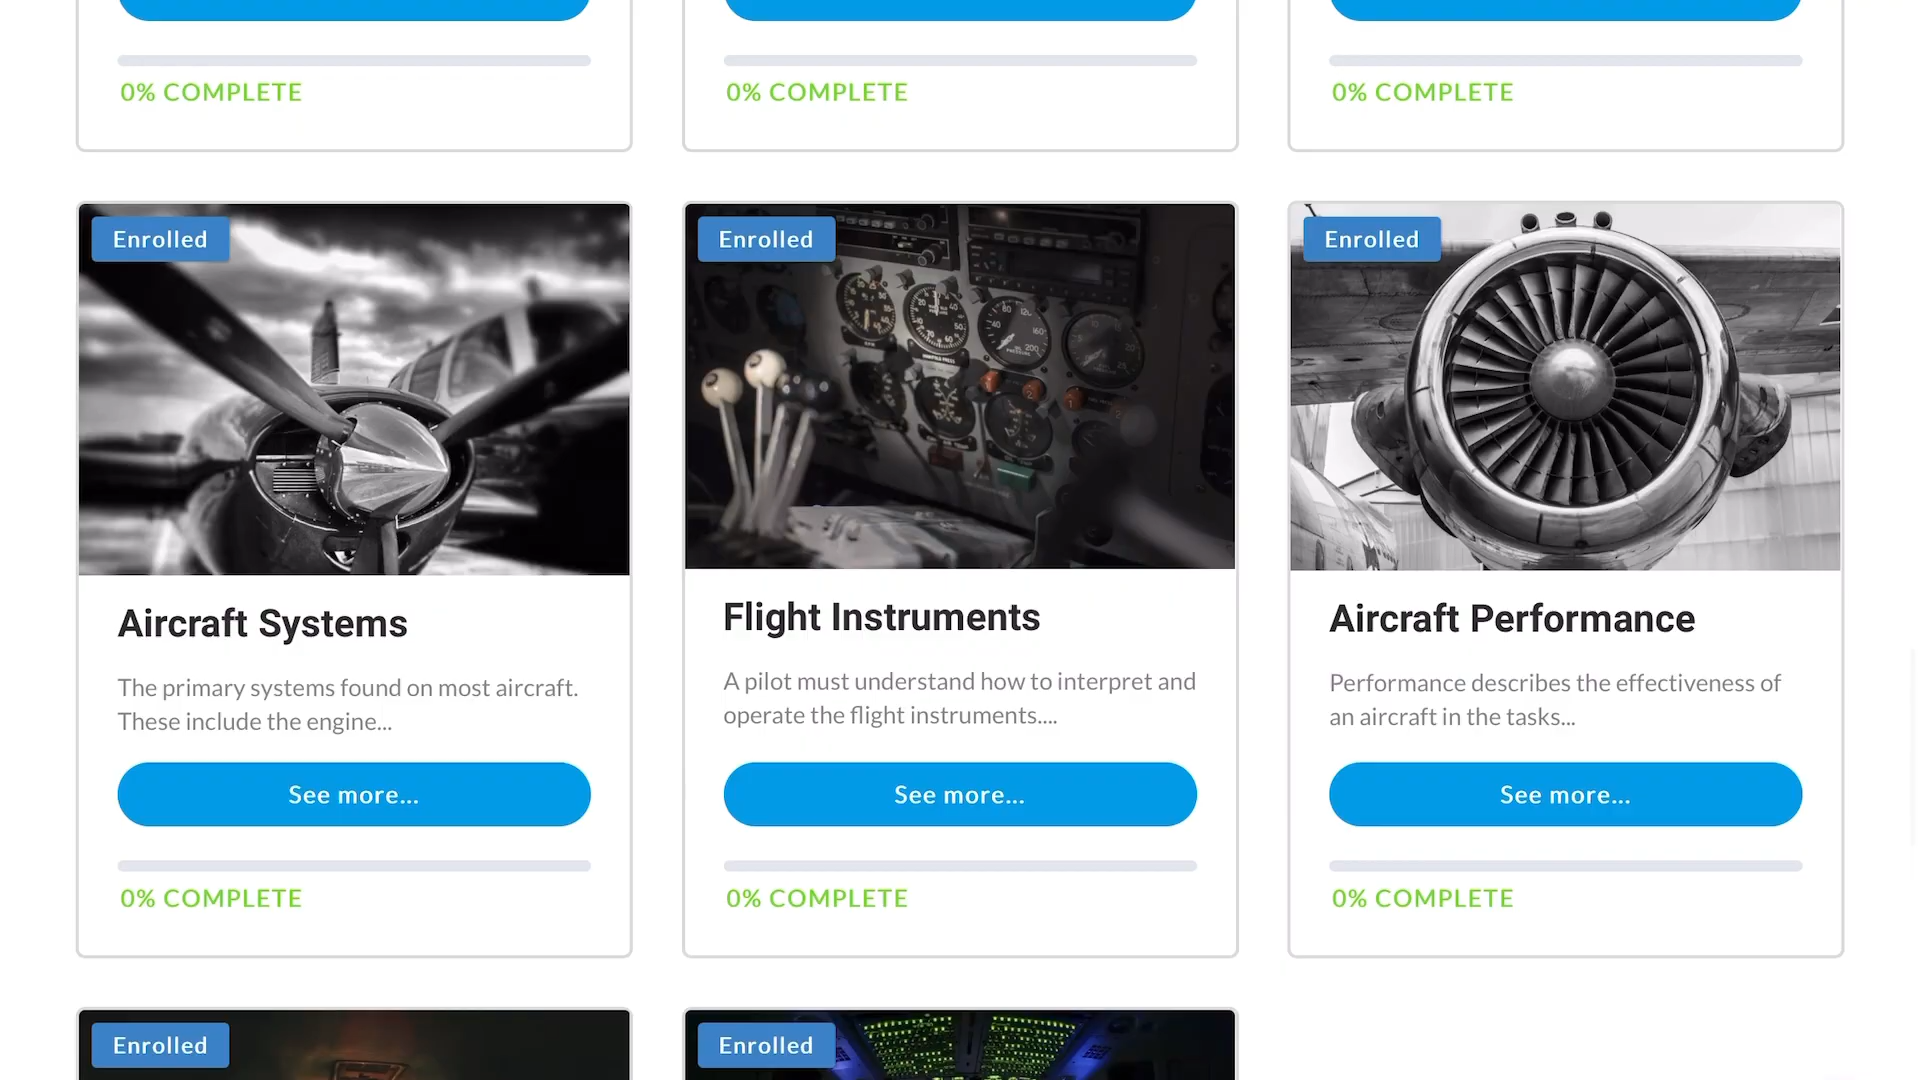 0% COMPLETE
0% COMPLETE
0% COMPLETE
Enrolled
Aircraft Systems
The primary systems found on most aircraft.
These include the engine...
See more...
0% COMPLETE
Enrolled
Flight Instruments
A pilot must understand how to interpret and
operate the flight instruments....
See more...
0% COMPLETE
Enrolled
Aircraft Performance
Performance describes the effectiveness of
an aircraft in the tasks...
See more...
0% COMPLETE
Enrolled
Enrolled